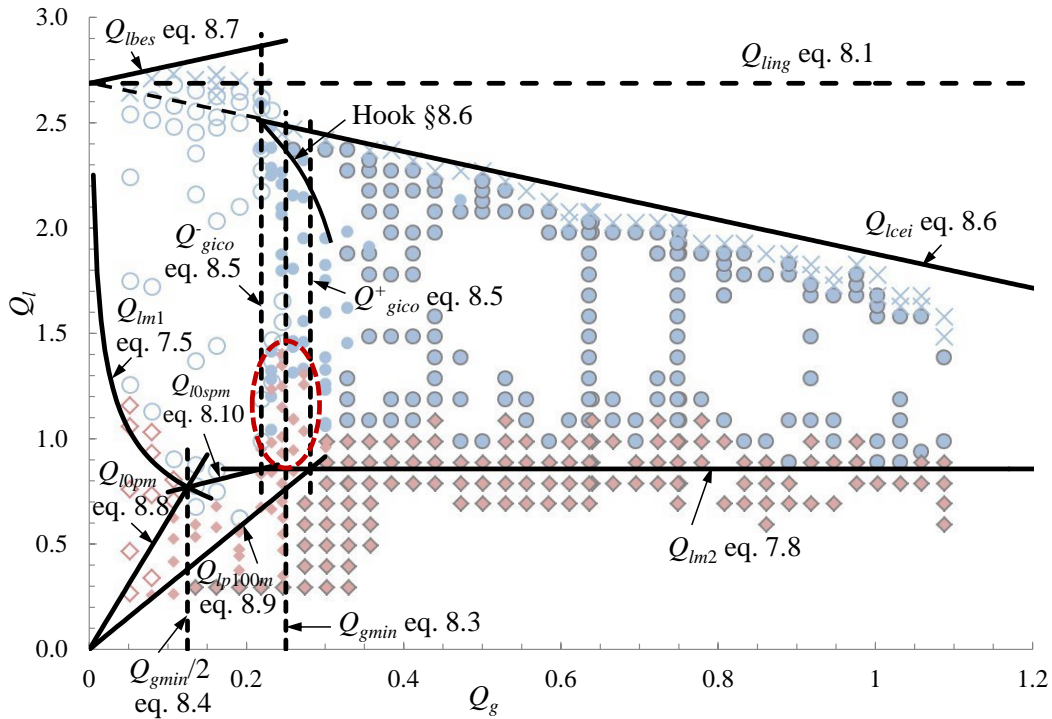 3.0
Q_lbes eq. 8.7
Q_ling eq. 8.1
2.5
Hook §8.6
2.0
Q^-_gico
eq. 8.5
Q_lcei eq. 8.6
Q_l
1.5
Q_lm1
eq. 7.5
Q^+_gico eq. 8.5
Q_l0spm
eq. 8.10
1.0
Q_l0pm
eq. 8.8
0.5
Q_lp100m
eq. 8.9
Q_lm2 eq. 7.8
Q_gmin eq. 8.3
0.0
0
0.2
0.4
0.6
0.8
1
1.2
Q_gmin/2
eq. 8.4
Q_g